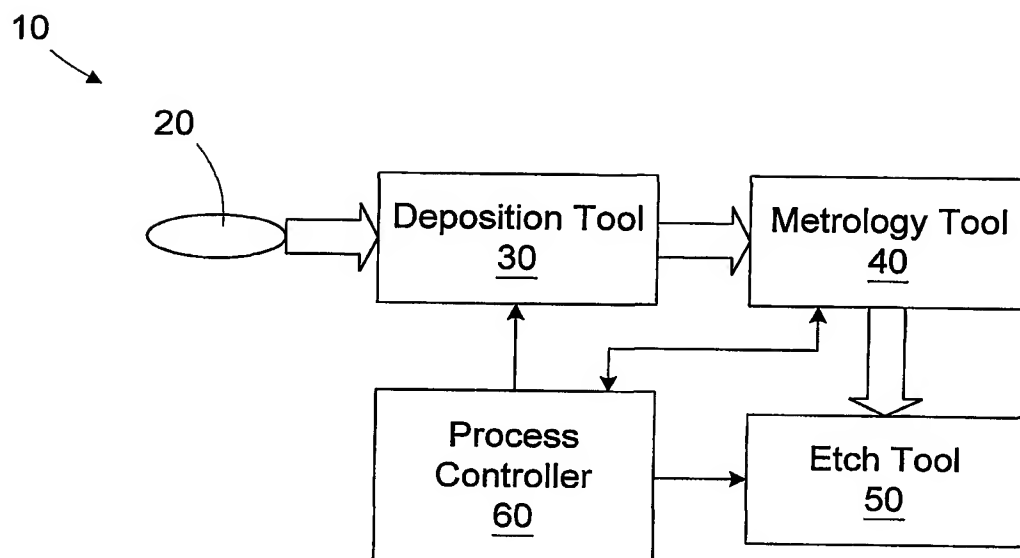 10
20
Deposition Tool
30
Metrology Tool
40
Process
Controller
60
Etch Tool
50